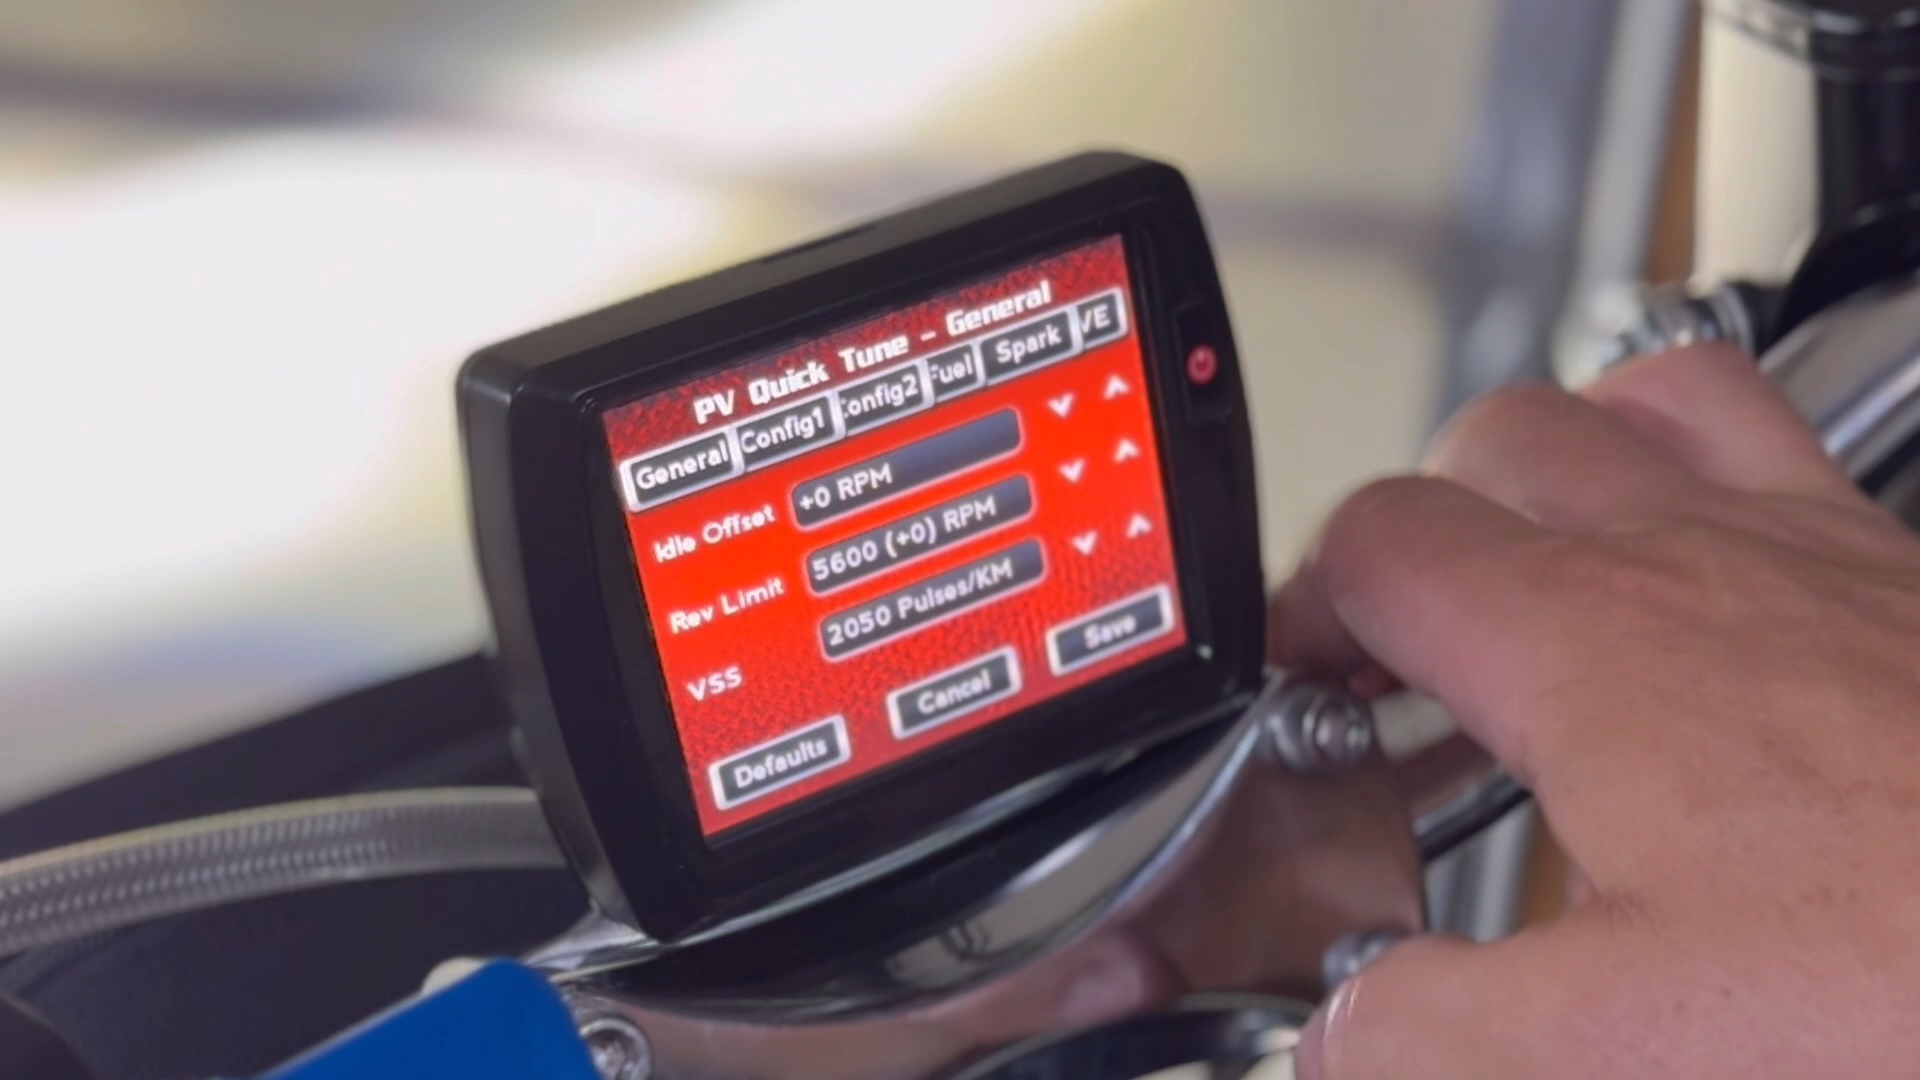 PV Quick Tune - General
General Config1 Config2 Fuel Spark VE
Idle Offset +0 RPM
Rev Limit 5600 (+0) RPM
VSS 2050 Pulses/KM
Defaults Cancel Save